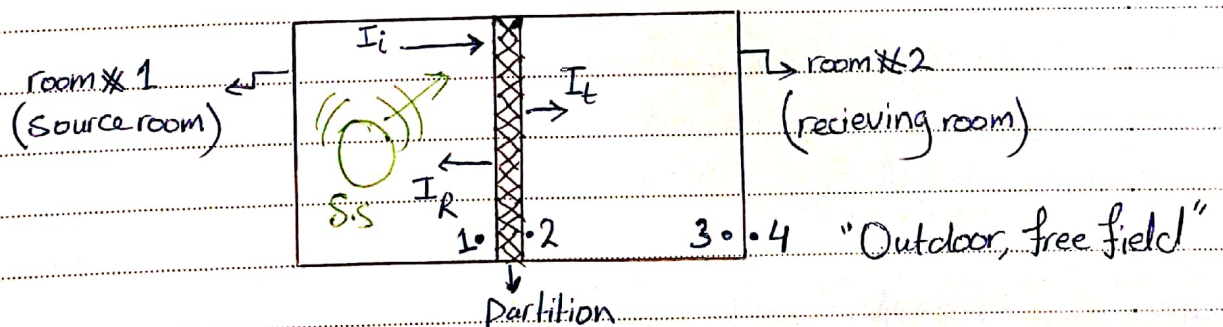 Ii
room # 1
(source room)
It
room # 2
(recieving room)
IR
S.S
1 2 3 4 "Outdoor, free field"
Partition